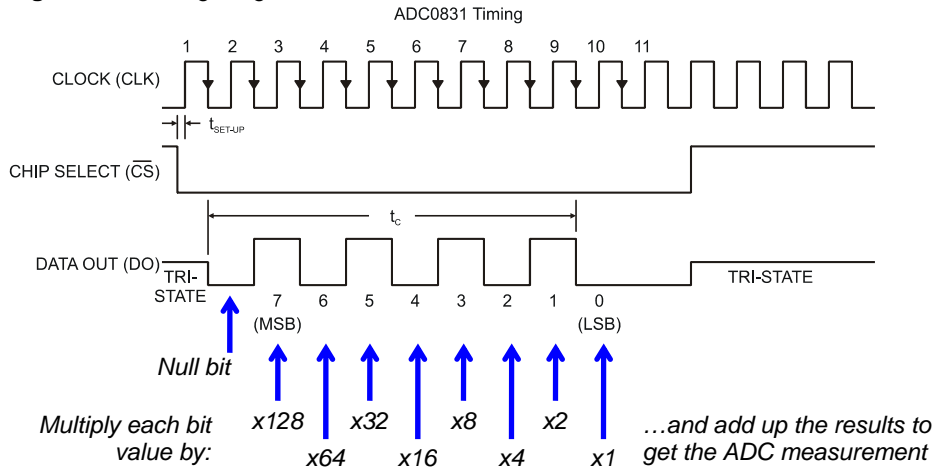 ADC0831 Timing
1 2 3 4 5 6 7 8 9 10 11
CLOCK (CLK)
tSET-UP
CHIP SELECT (C̅S̅)
tC
DATA OUT (DO)
TRI-
STATE
TRI-STATE
7 6 5 4 3 2 1 0
(MSB) (LSB)
Null bit
Multiply each bit
value by:
x128 x32 x8 x2
x64 x16 x4 x1
…and add up the results to
get the ADC measurement